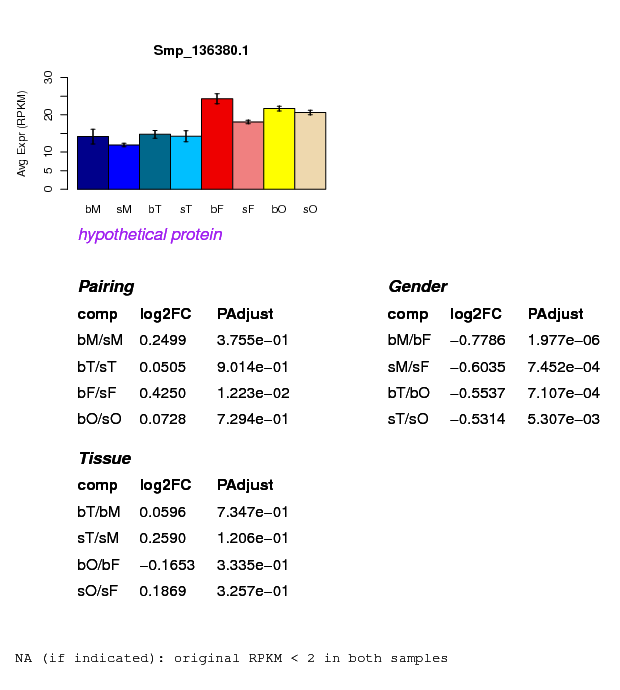 Smp_136380.1
Avg Expr (RPKM)
30
20
10
5
0
bM sM bT sT bF sF bO sO
hypothetical protein
Pairing
comp log2FC PAdjust
bM/sM 0.2499 3.755e−01
bT/sT 0.0505 9.014e−01
bF/sF 0.4250 1.223e−02
bO/sO 0.0728 7.294e−01
Gender
comp log2FC PAdjust
bM/bF −0.7786 1.977e−06
sM/sF −0.6035 7.452e−04
bT/bO −0.5537 7.107e−04
sT/sO −0.5314 5.307e−03
Tissue
comp log2FC PAdjust
bT/bM 0.0596 7.347e−01
sT/sM 0.2590 1.206e−01
bO/bF −0.1653 3.335e−01
sO/sF 0.1869 3.257e−01
NA (if indicated): original RPKM < 2 in both samples